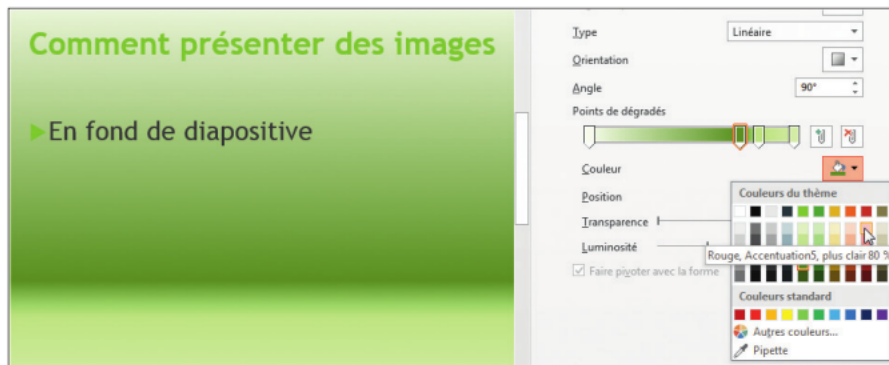 Comment présenter des images
En fond de diapositive
Type
Linéaire
Orientation
Angle
90°
Points de dégradés
Couleur
Position
Transparence
Luminosité
Faire pivoter avec la forme
Couleurs du thème
Rouge, Accentuation5, plus clair 80 %
Couleurs standard
Autres couleurs...
Pipette